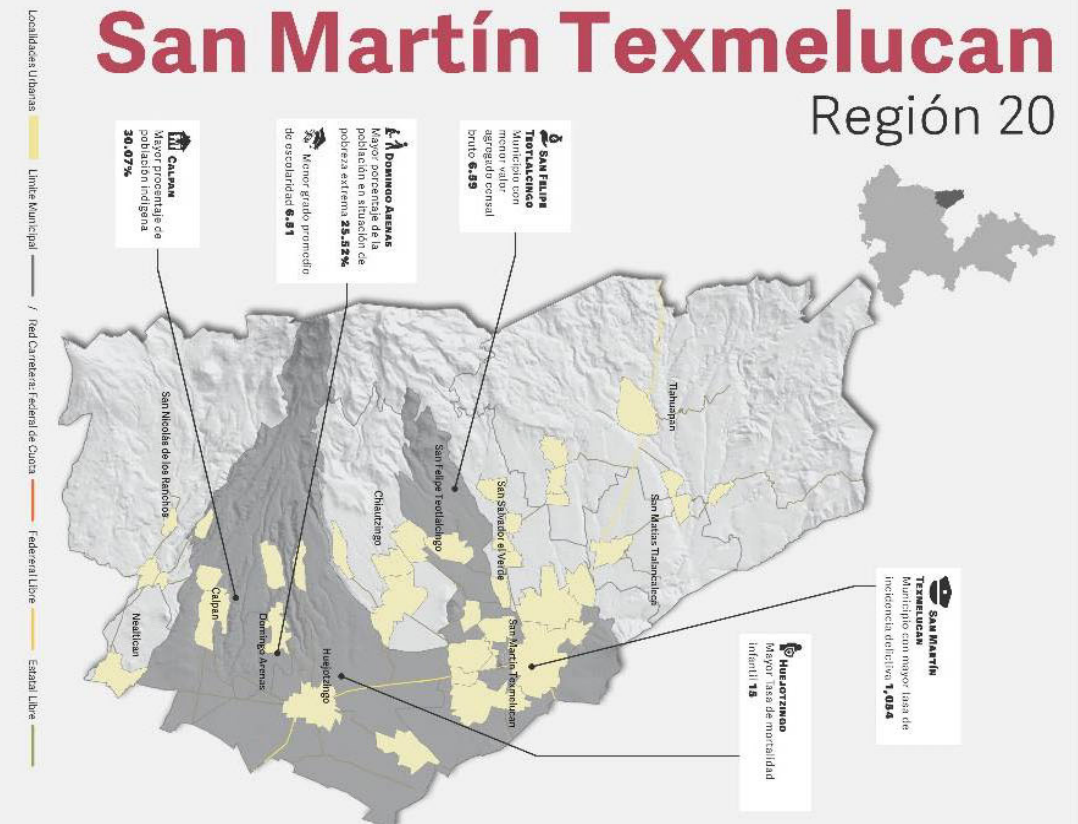 San Martín Texmelucan
Región 20
Localidades Urbanas
Límite Municipal
/ Red Carretera: Federal de Cuota
Federeral Libre
Estatal Libre
CALPAN
Mayor procentaje de
población indígena
30.07%
DOMINGO ARENAS
Mayor porcentaje de la
población en situación de
pobreza extrema 25.52%
Menor grado promedio
de escolaridad 6.81
SAN FELIPE
TEOTLALCINGO
Municipio con
menor valor
agregado censal
bruto 6.59
SAN MARTÍN
TEXMELUCAN
Municipio con mayor tasa de
incidencia delictiva 1,054
HUEJOTZINGO
Mayor Tasa de mortalidad
infantil 15
San Nicolás de los Ranchos
Nealtican
Calpan
Domingo Arenas
Huejotzingo
Chiautzingo
San Felipe Teotlalcingo
San Salvador el Verde
San Martín Texmelucan
San Matías Tlalancaleca
Tlahuapan